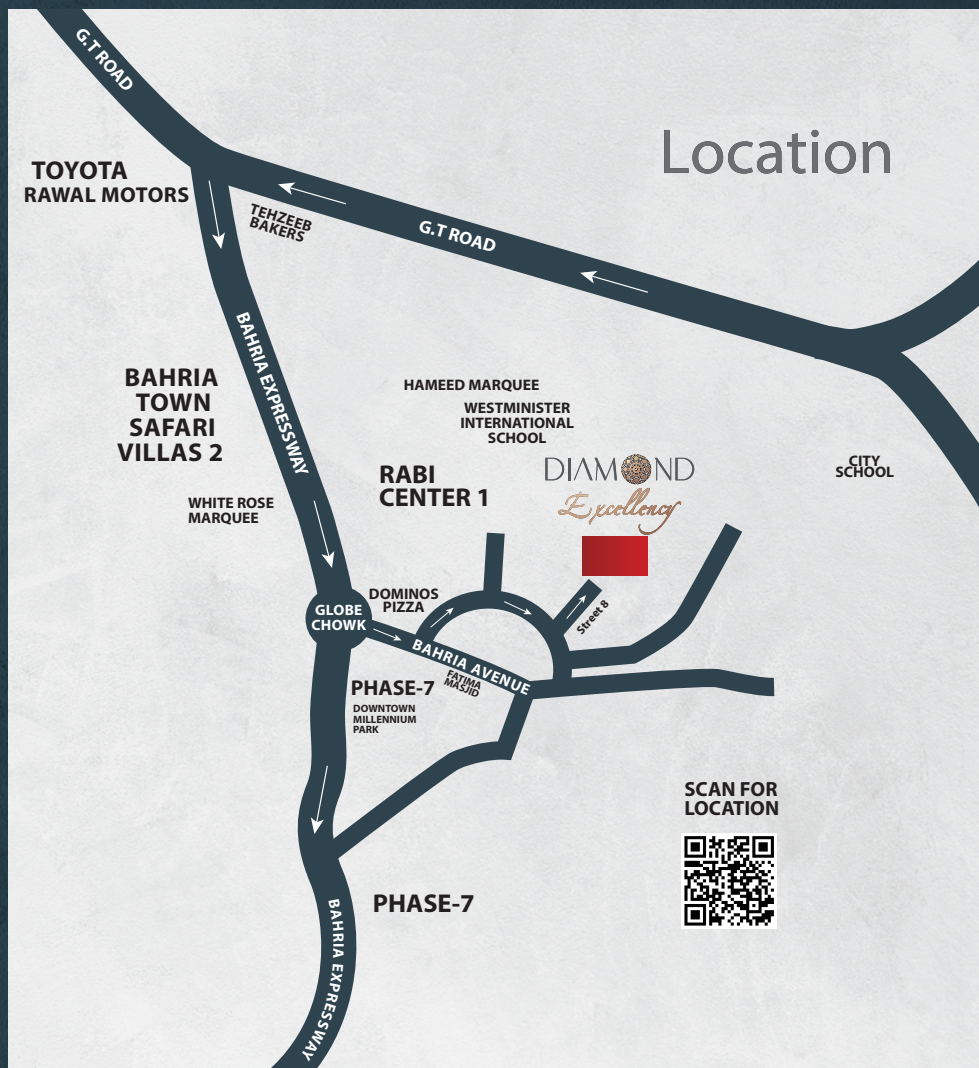 G.T ROAD
Location
TOYOTA
RAWAL MOTORS
TEHZEEB
BAKERS
G.T ROAD
BAHRIA EXPRESSWAY
BAHRIA
TOWN
SAFARI
VILLAS 2
HAMEED MARQUEE
WESTMINISTER
INTERNATIONAL
SCHOOL
DIAMOND
Excellency
CITY
SCHOOL
RABI
CENTER 1
WHITE ROSE
MARQUEE
DOMINOS
PIZZA
GLOBE
CHOWK
Street 8
BAHRIA AVENUE
FATIMA
MASJID
PHASE-7
DOWNTOWN
MILLENNIUM
PARK
SCAN FOR
LOCATION
PHASE-7
BAHRIA EXPRESSWAY